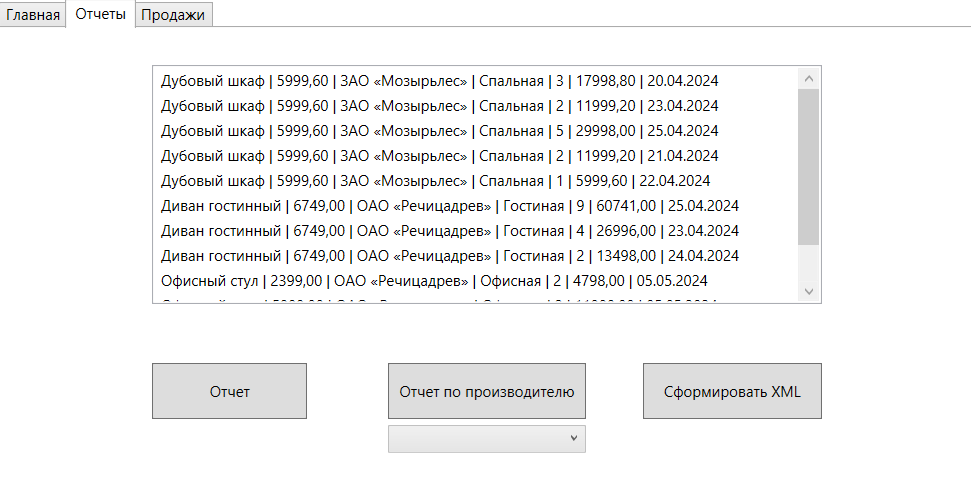 Главная Отчеты Продажи
Дубовый шкаф | 5999,60 | ЗАО «Мозырьлес» | Спальная | 3 | 17998,80 | 20.04.2024
Дубовый шкаф | 5999,60 | ЗАО «Мозырьлес» | Спальная | 2 | 11999,20 | 23.04.2024
Дубовый шкаф | 5999,60 | ЗАО «Мозырьлес» | Спальная | 5 | 29998,00 | 25.04.2024
Дубовый шкаф | 5999,60 | ЗАО «Мозырьлес» | Спальная | 2 | 11999,20 | 21.04.2024
Дубовый шкаф | 5999,60 | ЗАО «Мозырьлес» | Спальная | 1 | 5999,60 | 22.04.2024
Диван гостинный | 6749,00 | ОАО «Речицадрев» | Гостиная | 9 | 60741,00 | 25.04.2024
Диван гостинный | 6749,00 | ОАО «Речицадрев» | Гостиная | 4 | 26996,00 | 23.04.2024
Диван гостинный | 6749,00 | ОАО «Речицадрев» | Гостиная | 2 | 13498,00 | 24.04.2024
Офисный стул | 2399,00 | ОАО «Речицадрев» | Офисная | 2 | 4798,00 | 05.05.2024
Отчет Отчет по производителю Сформировать XML